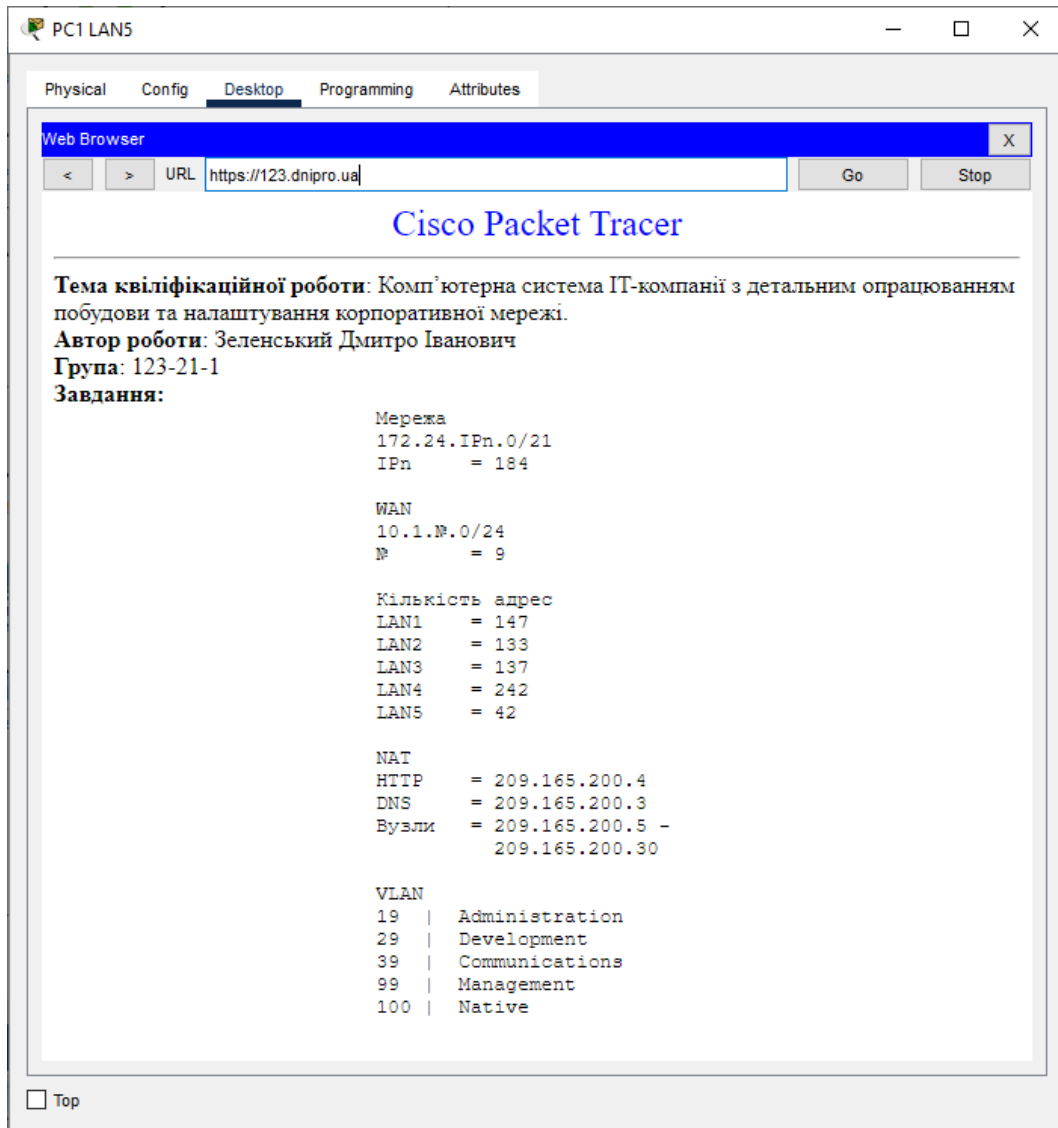 PC1 LAN5
Physical Config Desktop Programming Attributes
Web Browser X
< > URL https://123.dnipro.ua Go Stop
Cisco Packet Tracer
Тема квіліфікаційної роботи: Комп’ютерна система ІТ-компанії з детальним опрацюванням
побудови та налаштування корпоративної мережі.
Автор роботи: Зеленський Дмитро Іванович
Група: 123-21-1
Завдання:
Мережа
172.24.IPn.0/21
IPn = 184
WAN
10.1.№.0/24
№ = 9
Кількість адрес
LAN1 = 147
LAN2 = 133
LAN3 = 137
LAN4 = 242
LAN5 = 42
NAT
HTTP = 209.165.200.4
DNS = 209.165.200.3
Вузли = 209.165.200.5 -
209.165.200.30
VLAN
19 | Administration
29 | Development
39 | Communications
99 | Management
100 | Native
Top